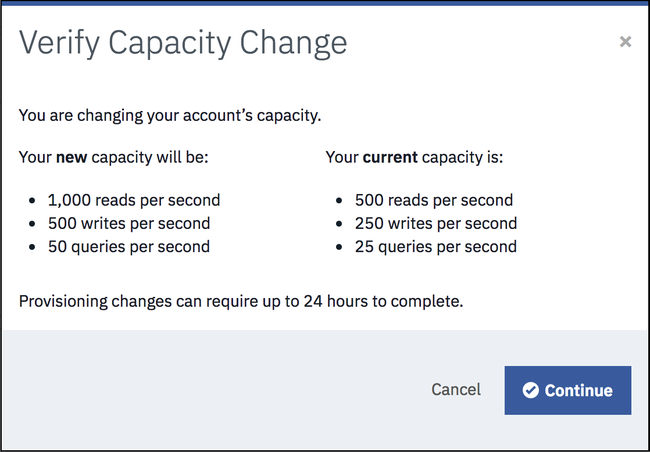 Verify Capacity Change
×
You are changing your account’s capacity.
Your new capacity will be:
• 1,000 reads per second
• 500 writes per second
• 50 queries per second
Your current capacity is:
• 500 reads per second
• 250 writes per second
• 25 queries per second
Provisioning changes can require up to 24 hours to complete.
Cancel
Continue